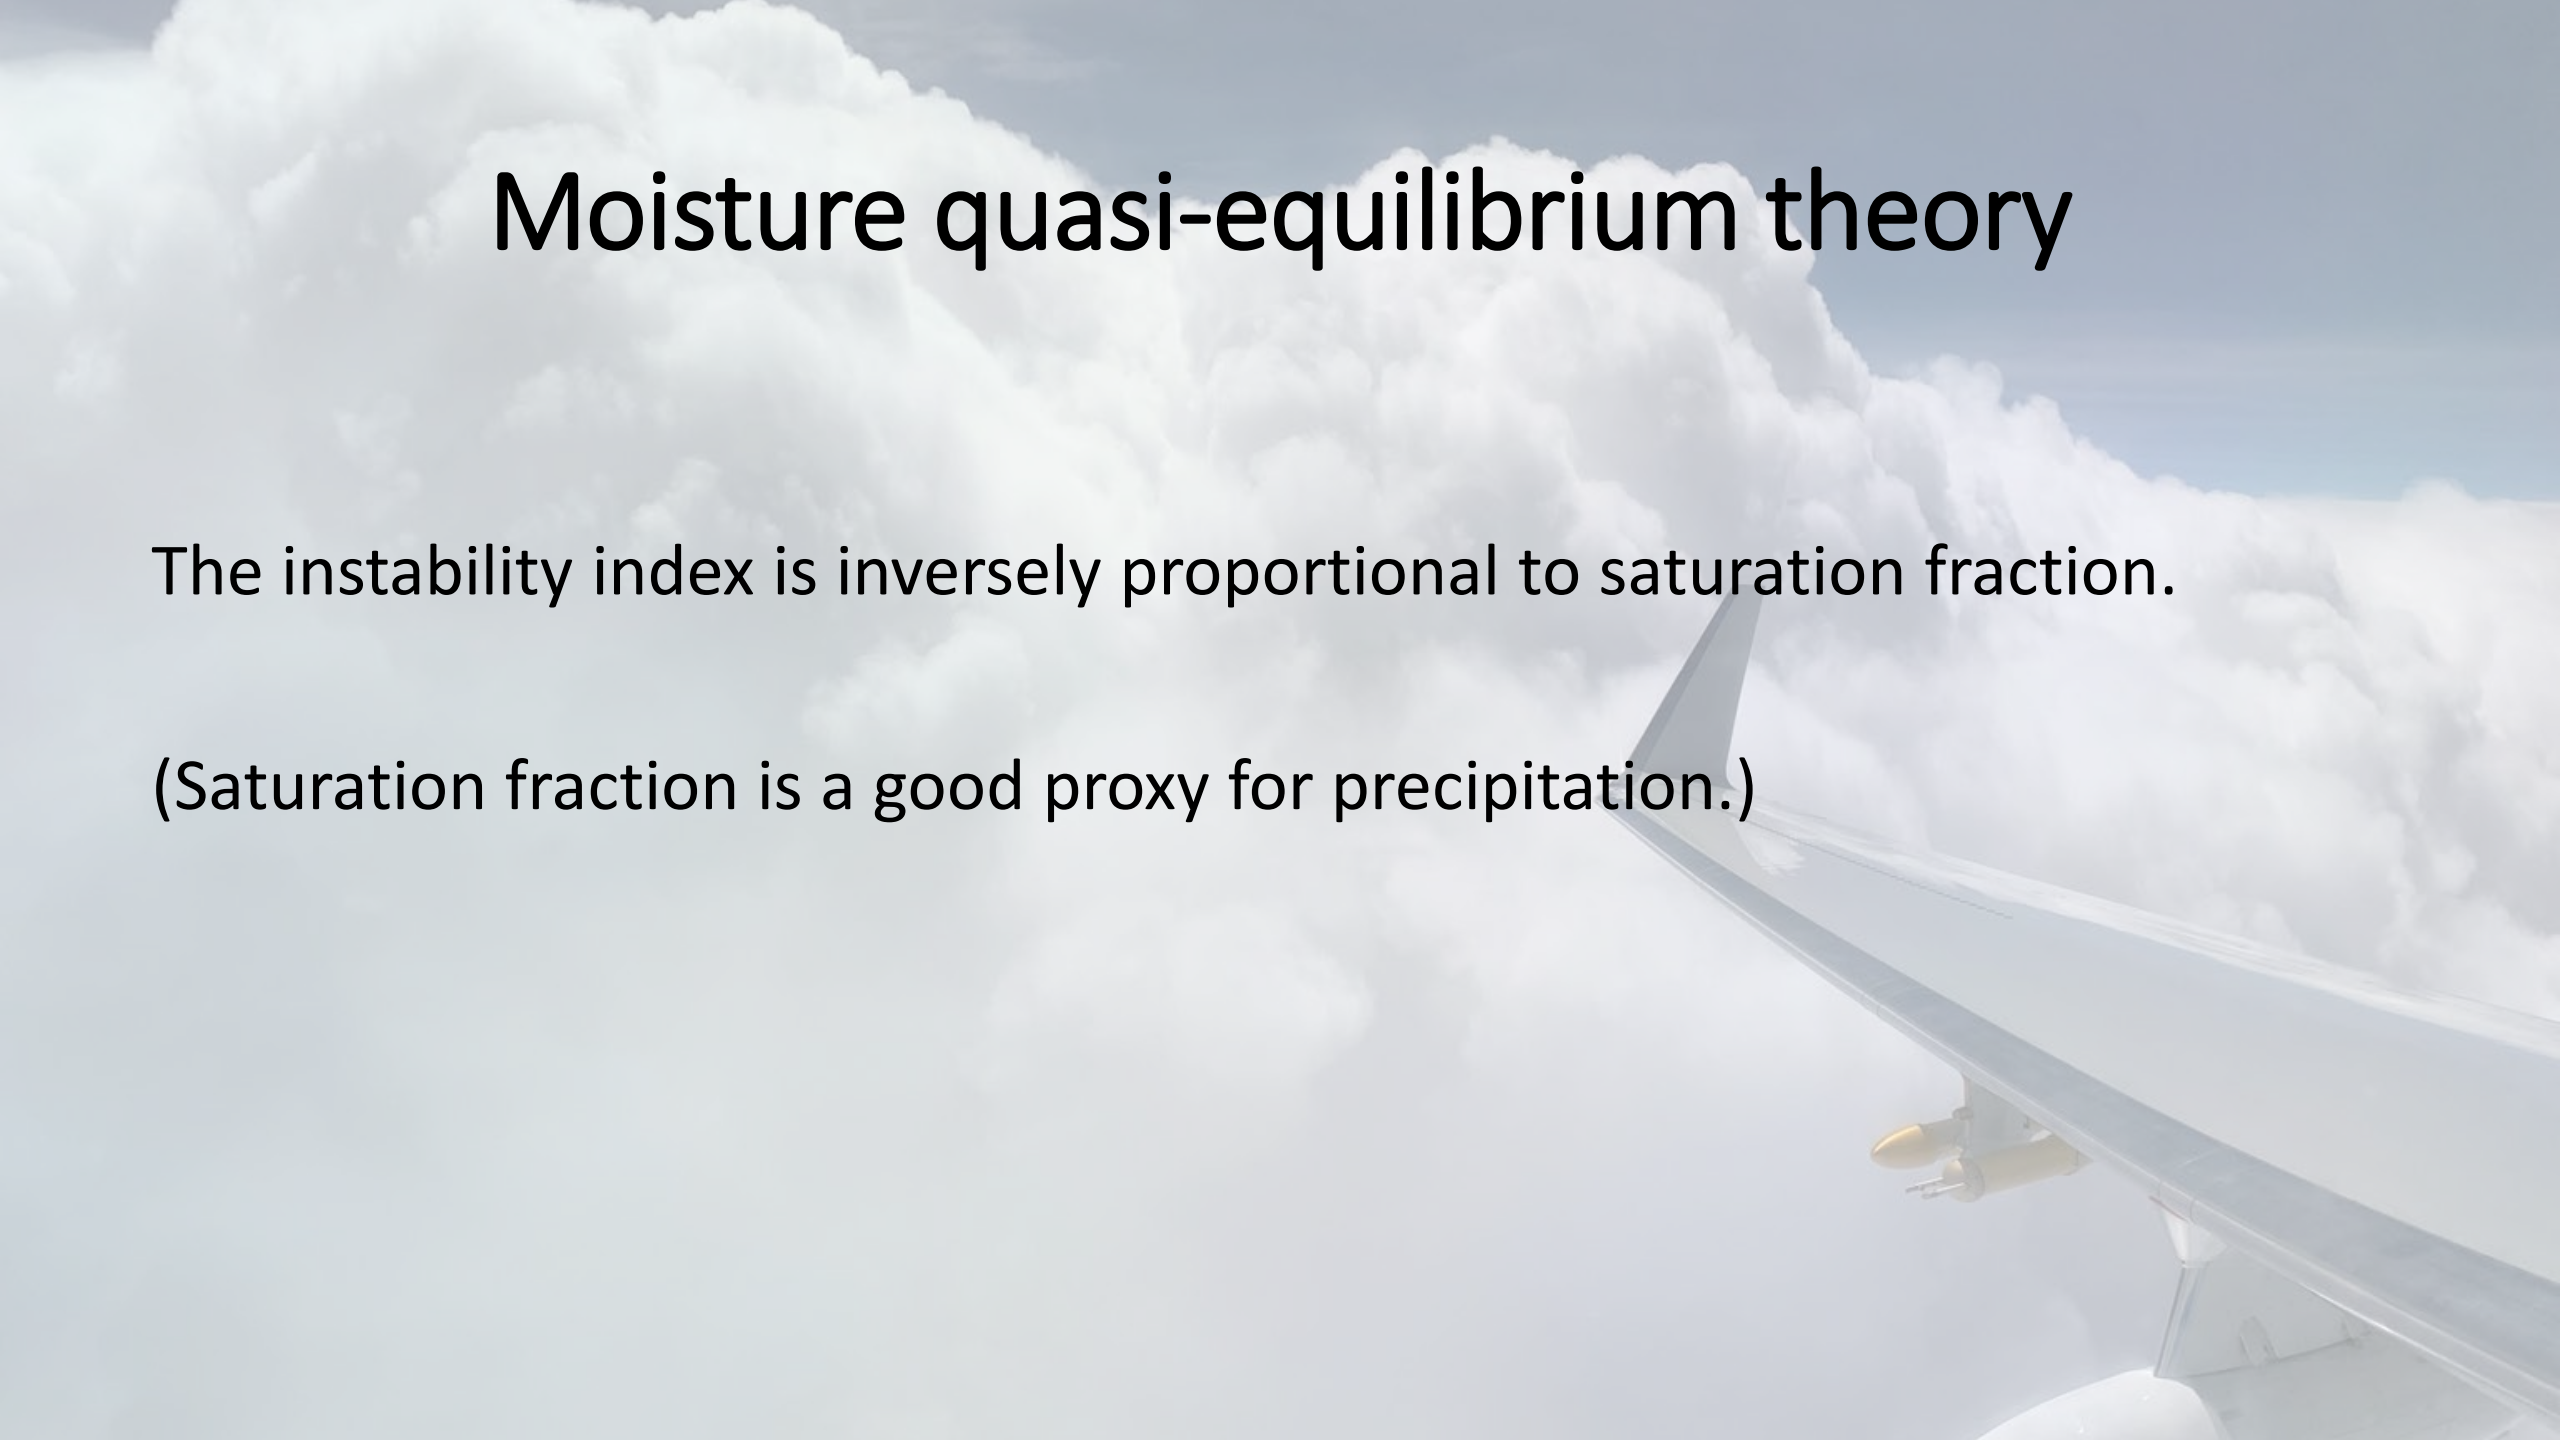 Moisture quasi-equilibrium theory
The instability index is inversely proportional to saturation fraction.
(Saturation fraction is a good proxy for precipitation.)